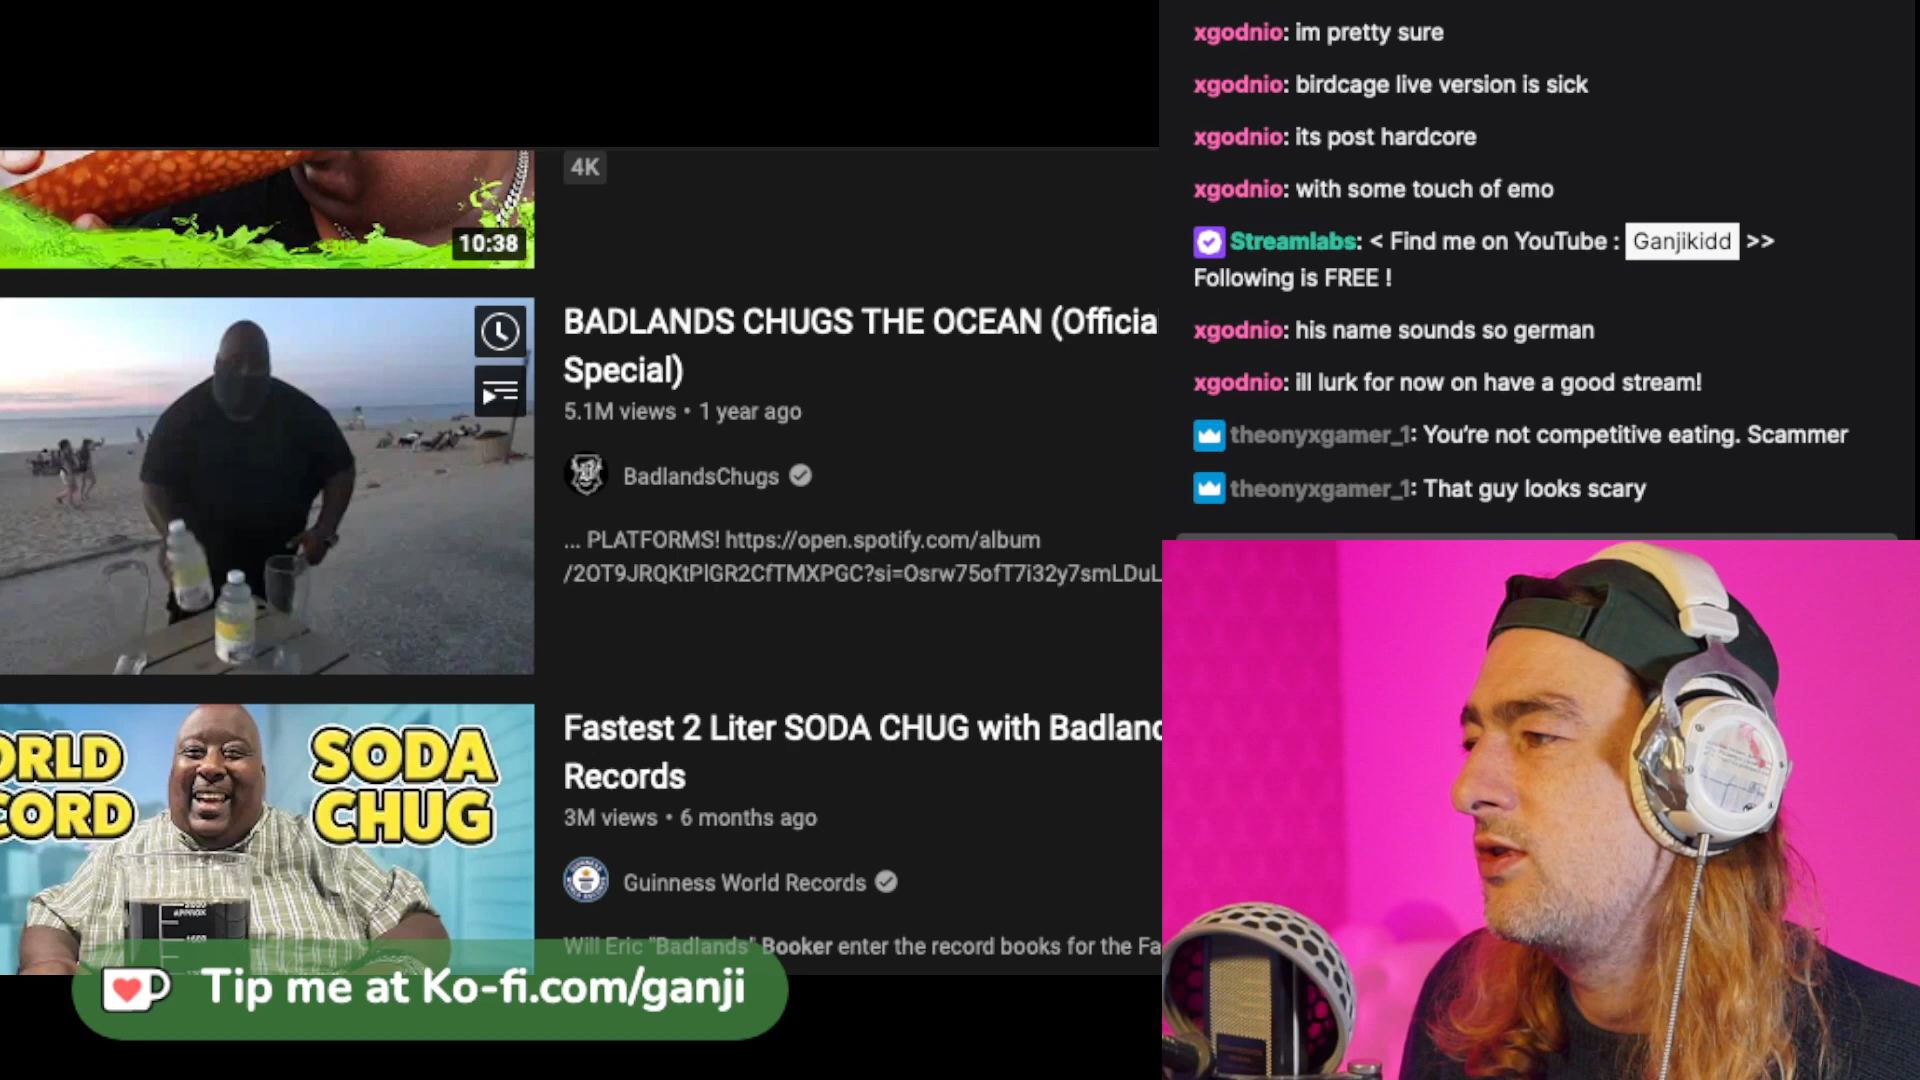 4K
10:38
BADLANDS CHUGS THE OCEAN (Officia
Special)
5.1M views • 1 year ago
BadlandsChugs
... PLATFORMS! https://open.spotify.com/album
/2OT9JRQKtPlGR2CfTMXPGC?si=Osrw75ofT7i32y7smLDuL
ORLD
CORD
SODA
CHUG
APPROX
Fastest 2 Liter SODA CHUG with Badland
Records
3M views • 6 months ago
Guinness World Records
Will Eric "Badlands" Booker enter the record books for the Fa
Tip me at Ko-fi.com/ganji
xgodnio: im pretty sure
xgodnio: birdcage live version is sick
xgodnio: its post hardcore
xgodnio: with some touch of emo
Streamlabs: < Find me on YouTube : Ganjikidd >>
Following is FREE !
xgodnio: his name sounds so german
xgodnio: ill lurk for now on have a good stream!
theonyxgamer_1: You're not competitive eating. Scammer
theonyxgamer_1: That guy looks scary